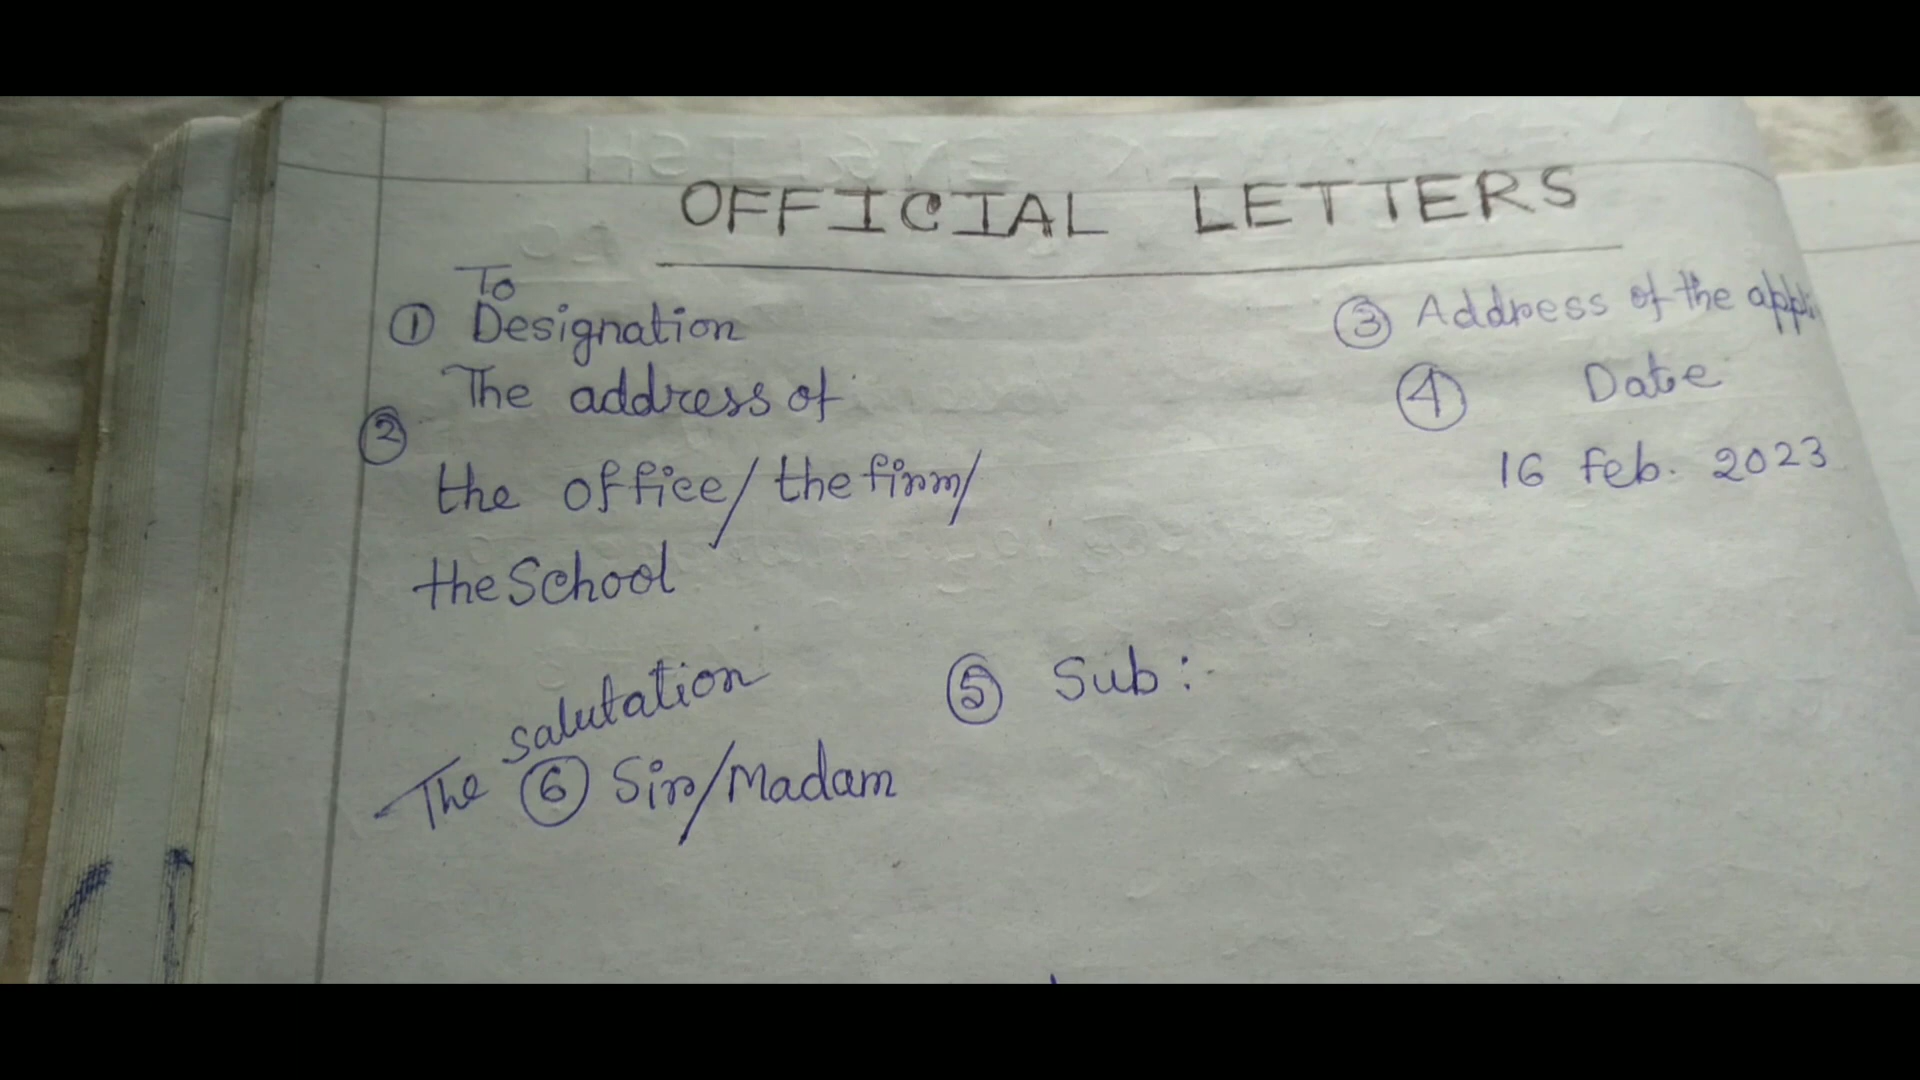 OFFICIAL LETTERS
To
① Designation
The address of
②
the office/the firm/
the School
③ Address of the
④ Date
16 Feb. 2023
⑤ Sub:-
The salutation
⑥ Sir/Madam